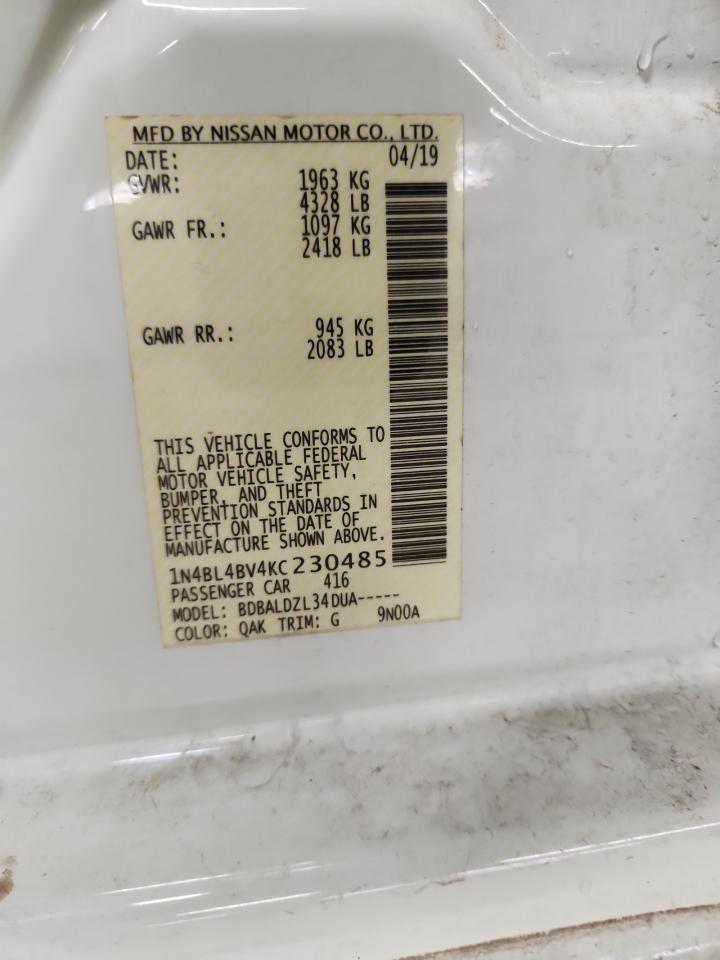 MFD BY NISSAN MOTOR CO., LTD.
DATE: 04/19
GVWR: 1963 KG
4328 LB
GAWR FR.: 1097 KG
2418 LB
GAWR RR.: 945 KG
2083 LB
THIS VEHICLE CONFORMS TO
ALL APPLICABLE FEDERAL
MOTOR VEHICLE SAFETY,
BUMPER, AND THEFT
PREVENTION STANDARDS IN
EFFECT ON THE DATE OF
MANUFACTURE SHOWN ABOVE.
1N4BL4BV4KC230485
PASSENGER CAR 416
MODEL: BDBALDZL34DUA-----
COLOR: QAK TRIM: G 9N00A